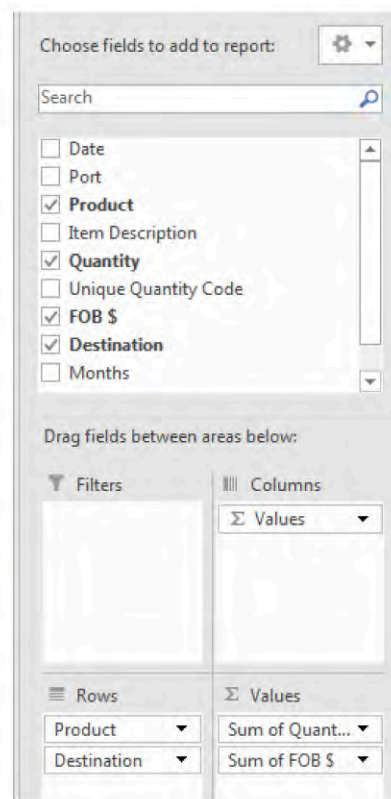 Choose fields to add to report:
Search
Date
Port
Product
Item Description
Quantity
Unique Quantity Code
FOB $
Destination
Months
Drag fields between areas below:
Filters
Columns
Σ Values
Rows
Σ Values
Product
Sum of Quant...
Destination
Sum of FOB $